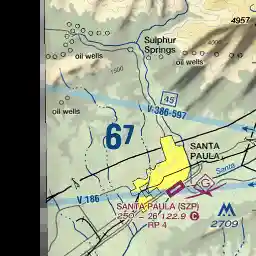 4957
Sulphur
Springs
oil wells
1500
oil wells
45
oil wells
V 386-597
67
SANTA
PAULA
Santa
G
V 186
SANTA PAULA (SZP)
250 - 26 122.9 C
RP 4
2709